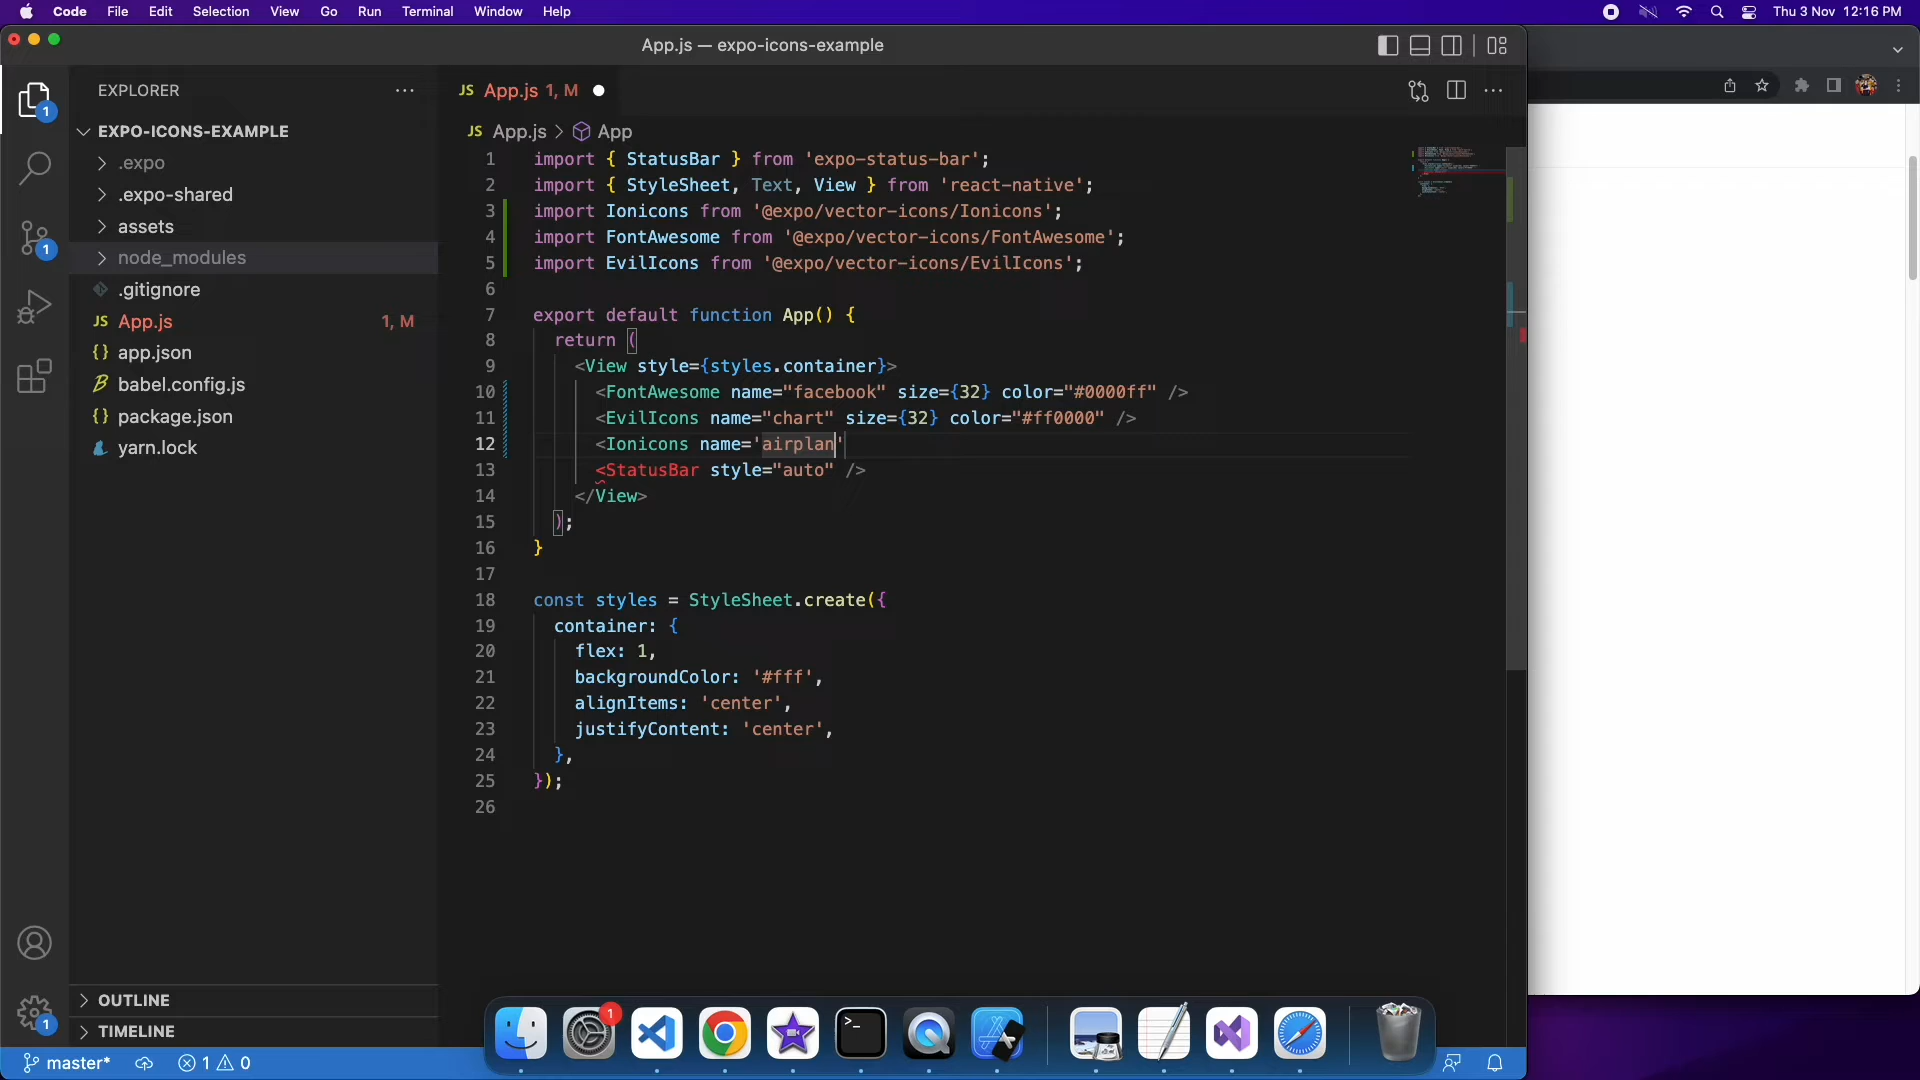 Code File Edit Selection View Go Run Terminal Window Help Thu 3 Nov 12:16 PM
App.js — expo-icons-example
EXPLORER
JS App.js 1, M
EXPO-ICONS-EXAMPLE
.expo
.expo-shared
assets
node_modules
.gitignore
JS App.js 1, M
{} app.json
babel.config.js
{} package.json
yarn.lock
OUTLINE
TIMELINE
JS App.js > App
1 import { StatusBar } from 'expo-status-bar';
2 import { StyleSheet, Text, View } from 'react-native';
3 import Ionicons from '@expo/vector-icons/Ionicons';
4 import FontAwesome from '@expo/vector-icons/FontAwesome';
5 import EvilIcons from '@expo/vector-icons/EvilIcons';
6
7 export default function App() {
8 return (
9 <View style={styles.container}>
10 <FontAwesome name="facebook" size={32} color="#0000ff" />
11 <EvilIcons name="chart" size={32} color="#ff0000" />
12 <Ionicons name='airplan'
13 <StatusBar style="auto" />
14 </View>
15 );
16 }
17
18 const styles = StyleSheet.create({
19 container: {
20 flex: 1,
21 backgroundColor: '#fff',
22 alignItems: 'center',
23 justifyContent: 'center',
24 },
25 });
26
1
1
1
1
master* 1 0